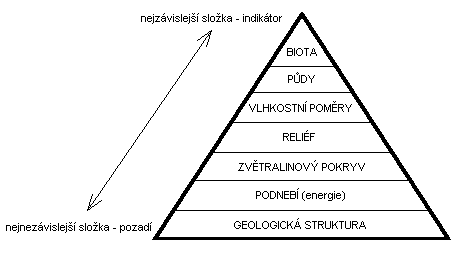 nejzávislejší složka - indikátor
BIOTA
PŮDY
VLHKOSTNÍ POMĚRY
RELIÉF
ZVĚTRALINOVÝ POKRYV
PODNEBÍ (energie)
GEOLOGICKÁ STRUKTURA
nejnezávislejší složka - pozadí